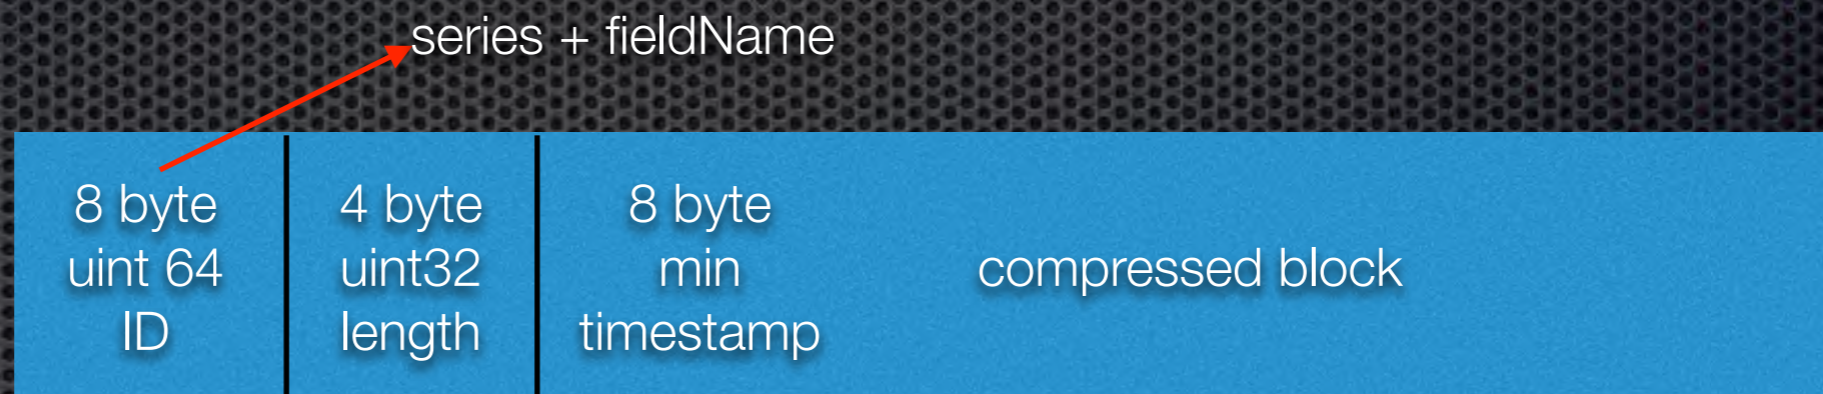 series + fieldName
8 byte
uint 64
ID
4 byte
uint32
length
8 byte
min
timestamp
compressed block